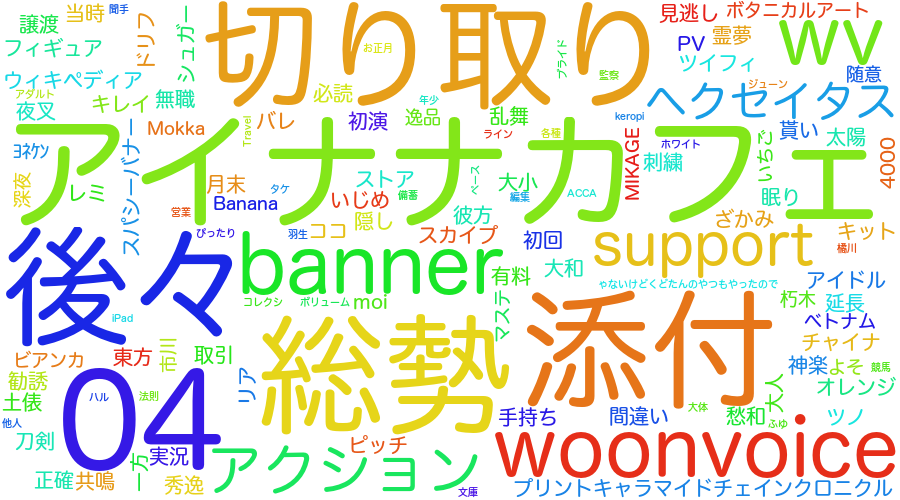 譲渡
当時
聞手
ドリフ
シュガー
切り取り
見逃し
ボタニカルアート
wv
フィギュア
お正月
PV
霊夢
ツイフィ
ウィキペディア
プライド
監察
随意
アダルト
キレイ
無職
必読
年少
ジューン
ヘクセイタス
夜叉
keropi
Mokka
Travel
バレ
初演
逸品
乱舞
ライン
各種
MIKAGE
ホワイト
刺繍
いちご
貰い
太陽
4000
ヨネケン
アイナナカフェ
スパシーバナー
深夜
レミ
月末
タケ
ストア
備蓄
ベース
大小
編集
ACCA
眠り
営業
Banana
いじめ
彼方
ざかみ
キット
ぴったり
羽生
ココ
隠し
スカイプ
初回
support
橘川
後々
banner
有料
大和
ゃないけどくどたんのやつもやったので
アイドル
コレクシ
ボリューム
moi
マステ
朽木
延長
iPad
総勢
添付
ベトナム
チャイナ
ビアンカ
東方
市川
取引
神楽
よそ
競馬
勧誘
04
ハル
法則
リア
大人
オレンジ
土俵
他人
手持ち
間違い
大体
愁和
ふゆ
ツノ
刀剣
一方
実況
アクション
ピッチ
woonvoice
正確
共鳴
秀逸
文庫
プリントキャラマイドチェインクロニクル